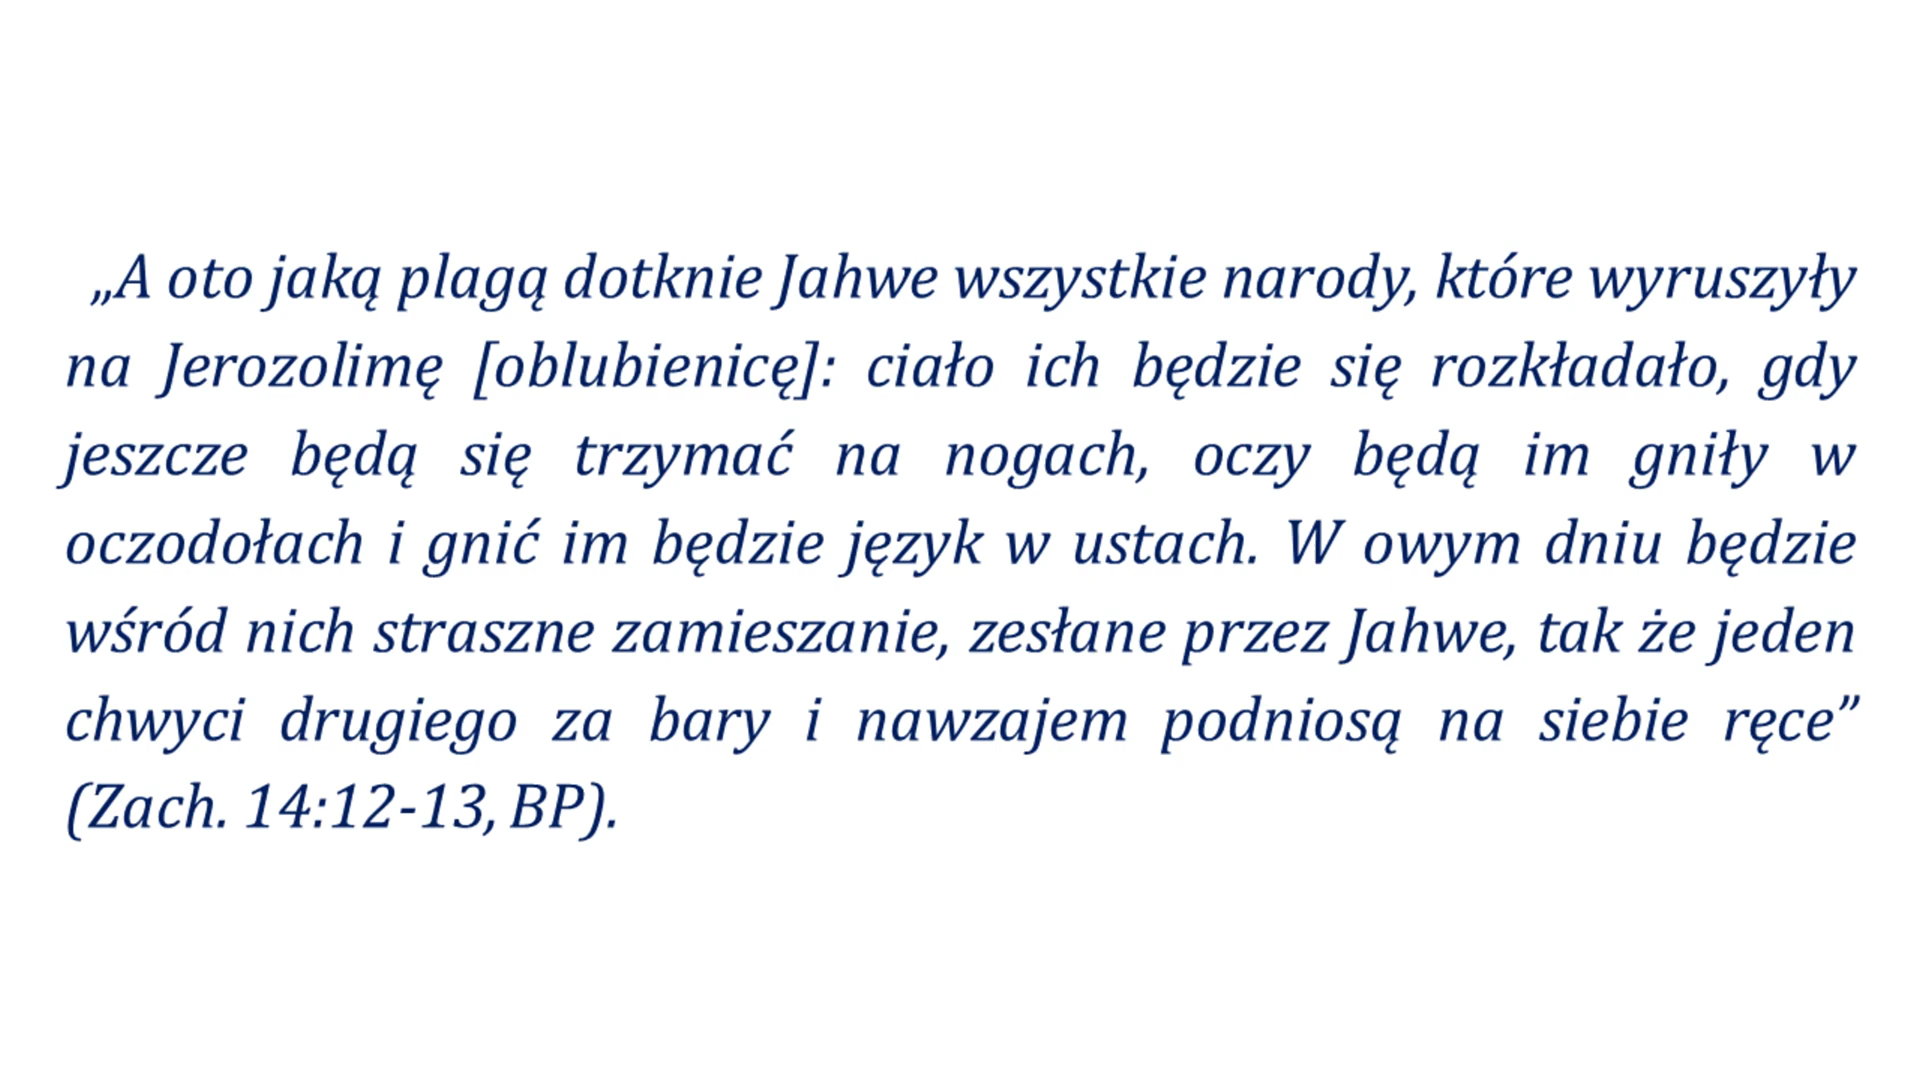 „A oto jaką plagą dotknie Jahwe wszystkie narody, które wyruszyły
na Jerozolimę [oblubienicę]: ciało ich będzie się rozkładało, gdy
jeszcze będą się trzymać na nogach, oczy będą im gniły w
oczodołach i gnić im będzie język w ustach. W owym dniu będzie
wśród nich straszne zamieszanie, zesłane przez Jahwe, tak że jeden
chwyci drugiego za bary i nawzajem podniosą na siebie ręce”
(Zach. 14:12-13, BP).